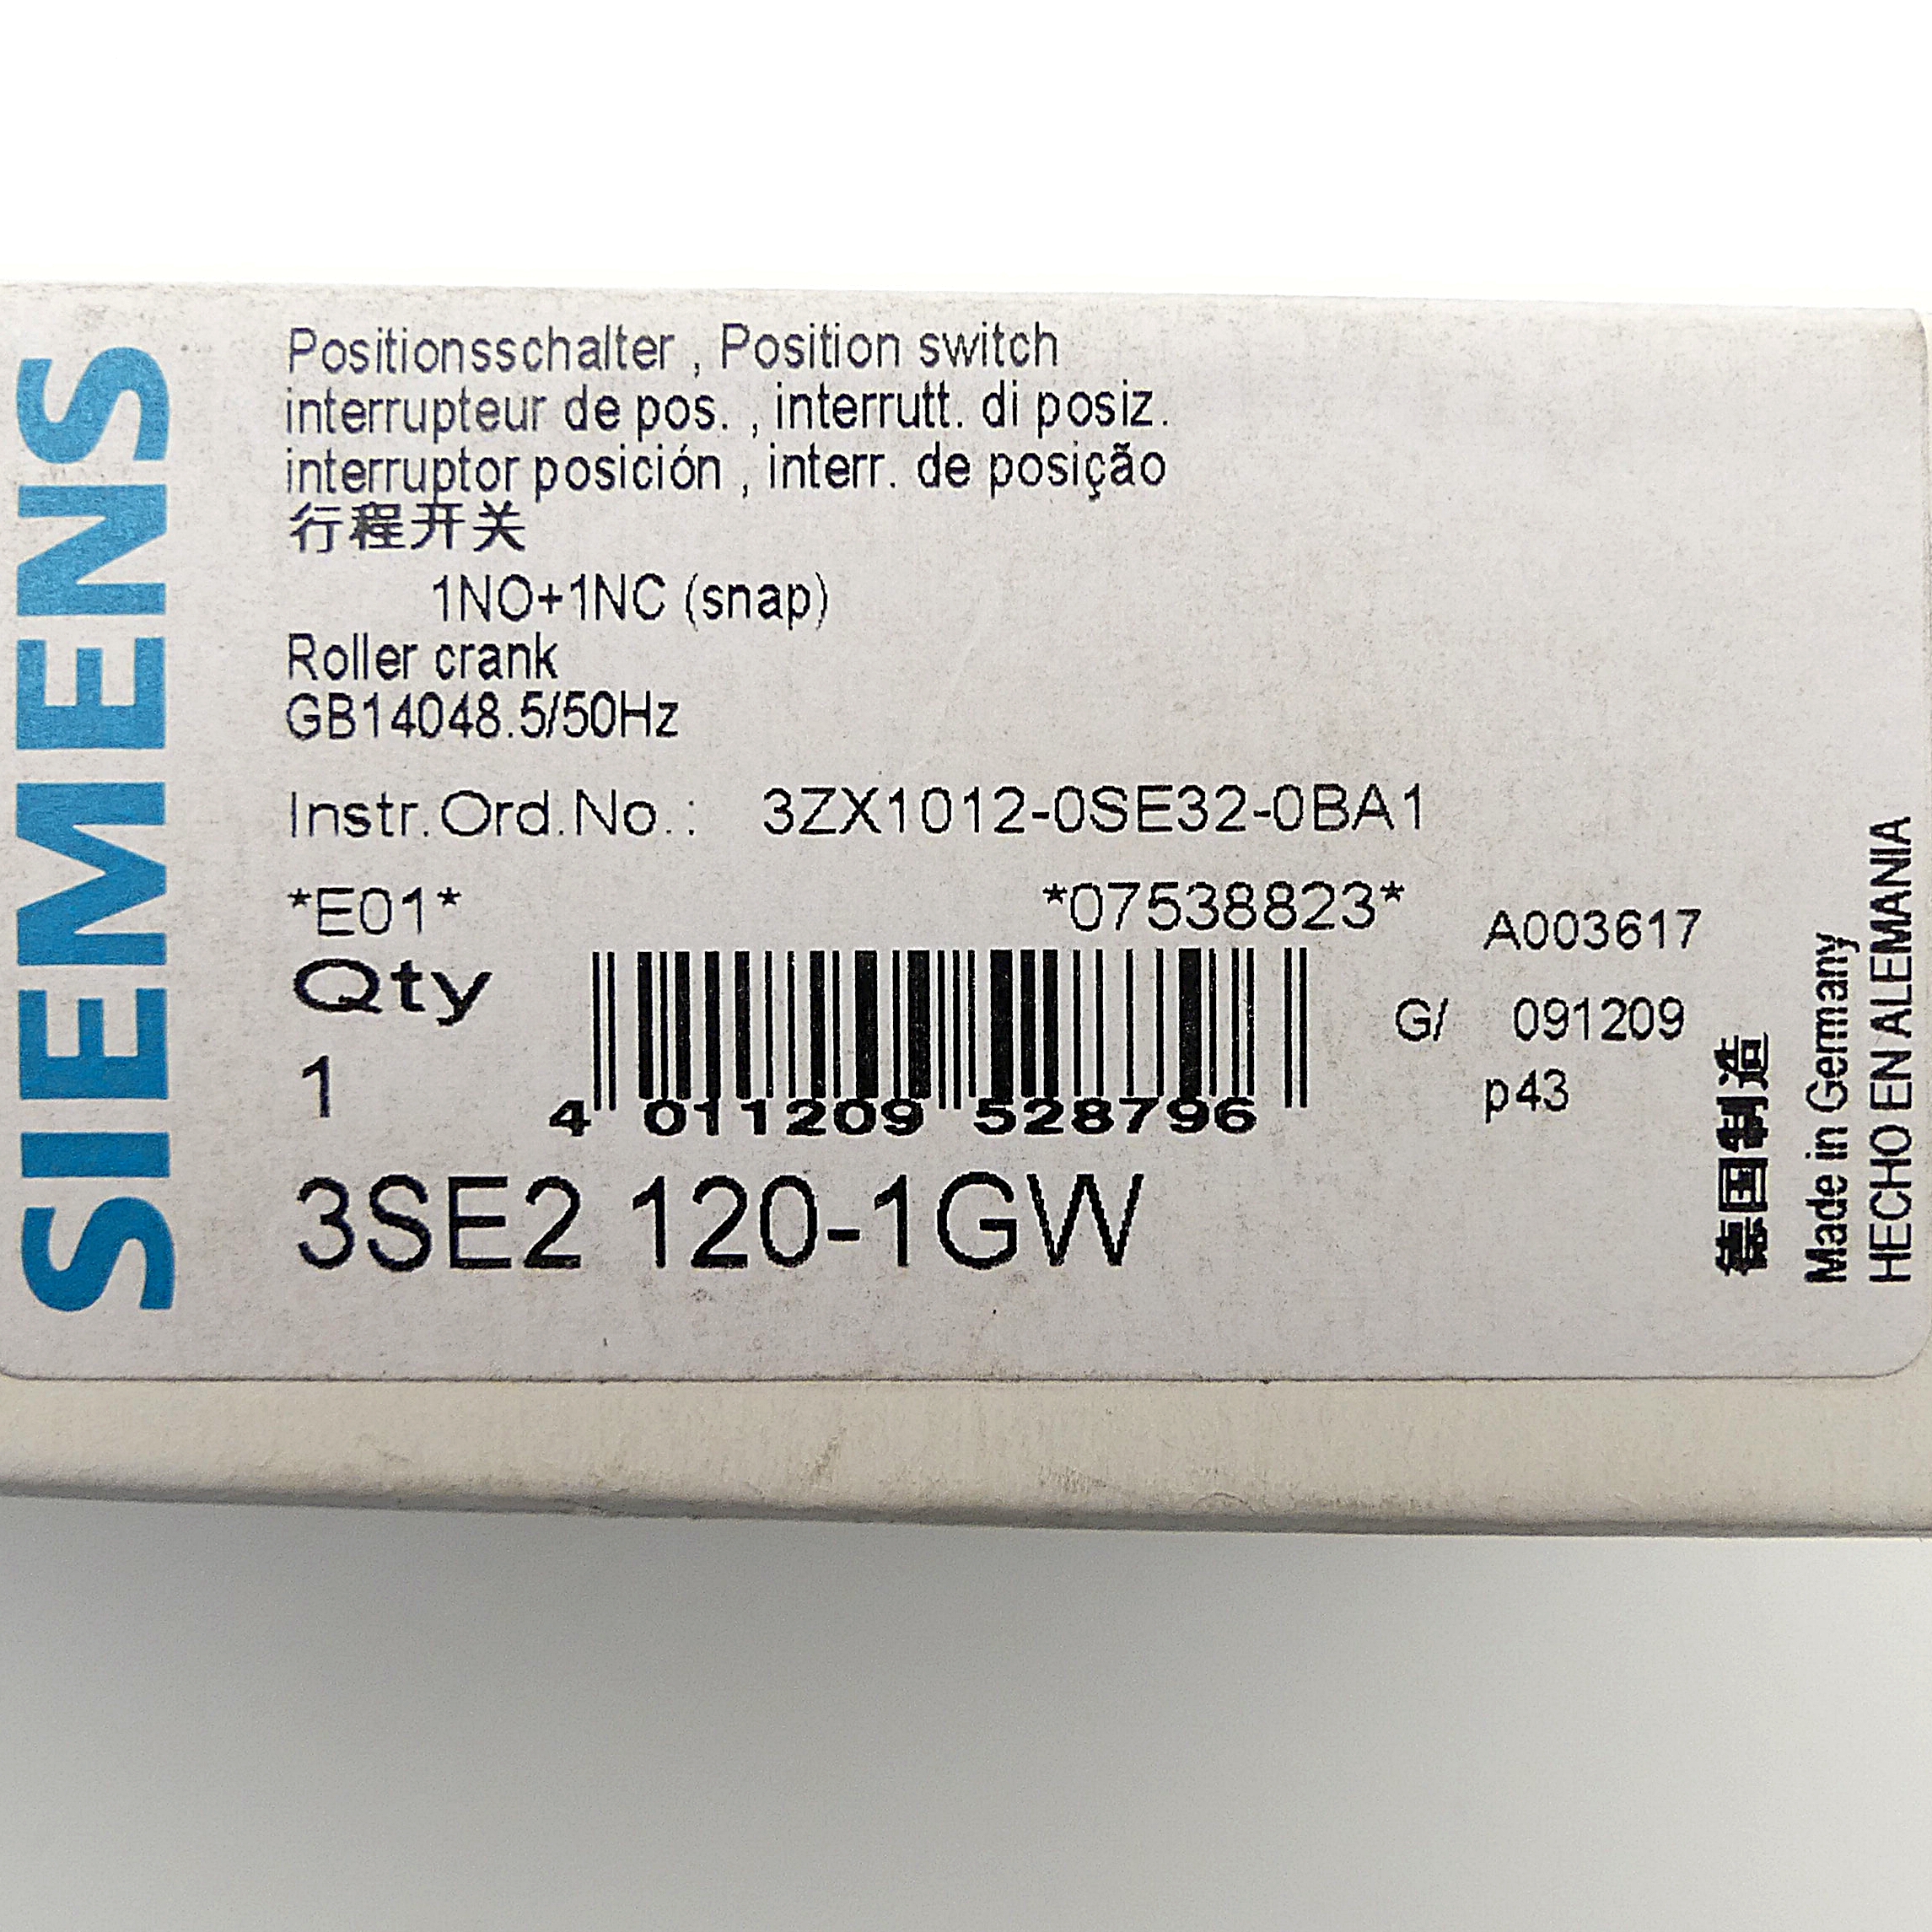 SIEMENS
Positionsschalter , Position switch
interrupteur de pos. , interrutt. di posiz.
interruptor posición , interr. de posição
行程开关
1NO+1NC (snap)
Roller crank
GB14048.5/50Hz
Instr.Ord.No.: 3ZX1012-0SE32-0BA1
*E01* *07538823*
A003617
Qty
G/ 091209
1
p43
4 011209 528796
3SE2 120-1GW
德国制造
Made in Germany
HECHO EN ALEMANIA